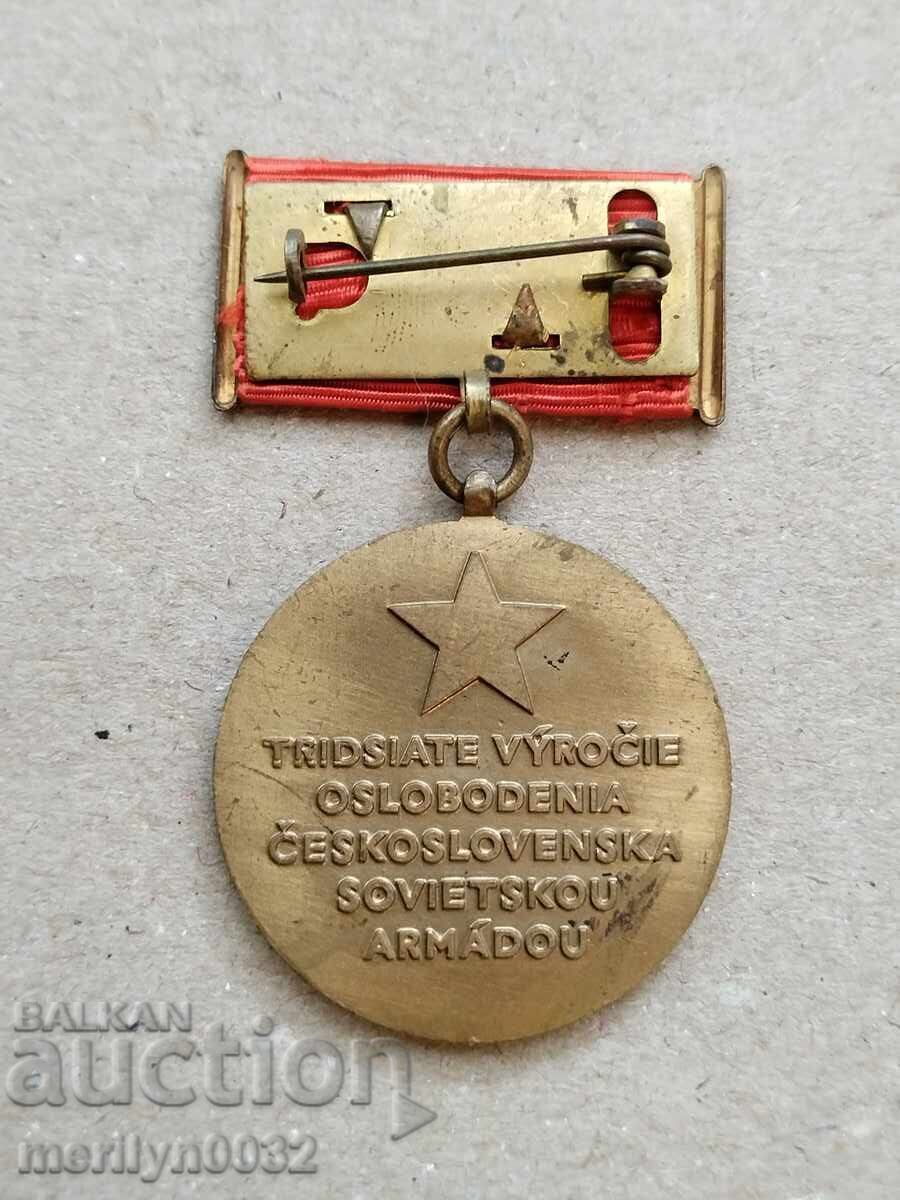 TRIDSIATE VÝROČIE
OSLOBODENIA
ČESKOSLOVENSKA
SOVIETSKOU
ARMÁDOU
BALKAN
auction
merilyn0032